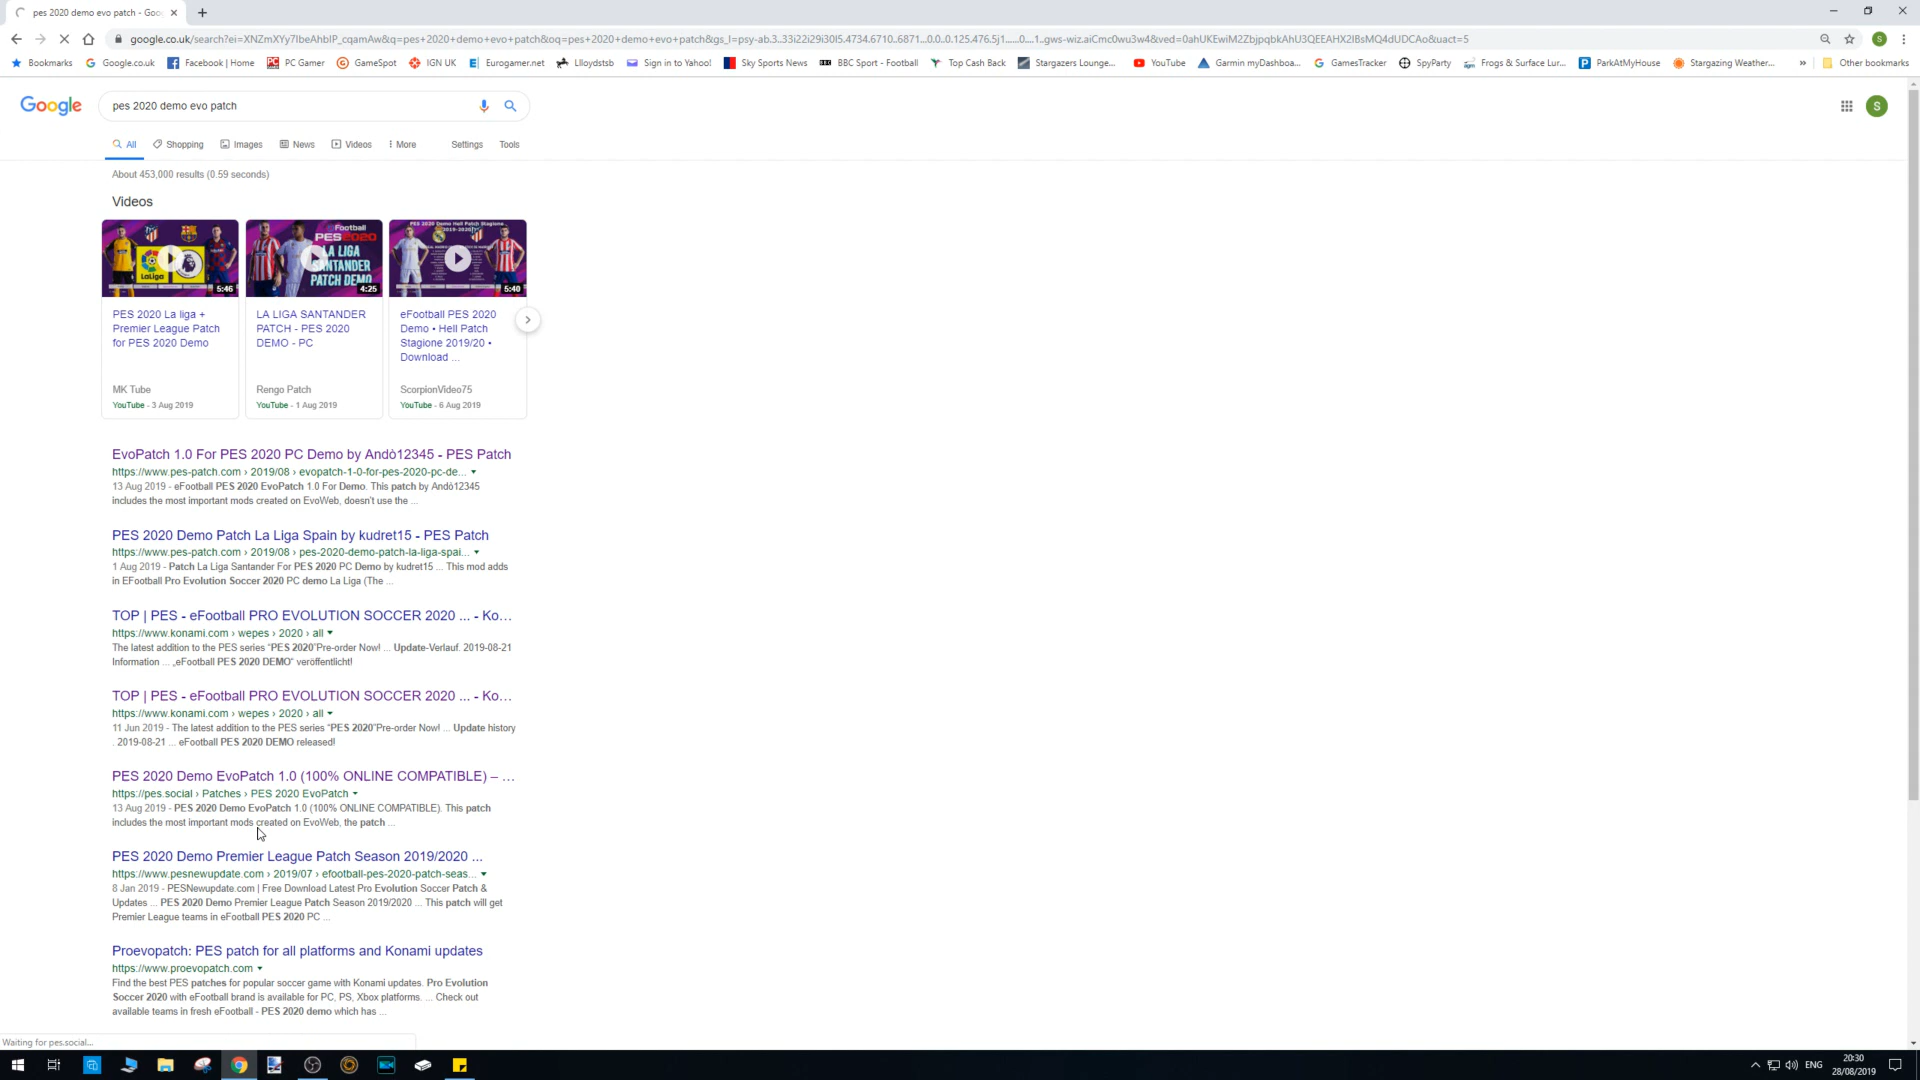 pes 2020 demo evo patch - Goo
google.co.uk/search?ei=XNZmXYy7IbeAhbIP_cqamAw&q=pes+2020+demo+evo+patch&oq=pes+2020+demo+evo+patch&gs_l=psy-ab.3..33i22i29i30l5.4734.6710..6871...0.0..0.125.476.5j1......0....1..gws-wiz.aiCmc0wu3w4&ved=0ahUKEwiM2ZbjpqbkAhU3QEEAHX2lBsMQ4dUDCAo&uact=5
Bookmarks Google.co.uk Facebook | Home PC Gamer GameSpot IGN UK Eurogamer.net Lloydstsb Sign in to Yahoo! Sky Sports News BBC Sport - Football Top Cash Back Stargazers Lounge... YouTube Garmin myDashboa... GamesTracker SpyParty Frogs & Surface Lur... ParkAtMyHouse Stargazing Weather... » Other bookmarks
Google pes 2020 demo evo patch S
All Shopping Images News Videos More Settings Tools
About 453,000 results (0.59 seconds)
Videos
5:46
PES 2020 La liga +
Premier League Patch
for PES 2020 Demo
MK Tube
YouTube - 3 Aug 2019
Football
PES2020
LA LIGA
SANTANDER
PATCH DEMO
4:25
LA LIGA SANTANDER
PATCH - PES 2020
DEMO - PC
Rengo Patch
YouTube - 1 Aug 2019
PES 2020 Demo Hell Patch Stagione
2019-2020
5:40
eFootball PES 2020
Demo • Hell Patch
Stagione 2019/20 •
Download ...
ScorpionVideo75
YouTube - 6 Aug 2019
EvoPatch 1.0 For PES 2020 PC Demo by Andò12345 - PES Patch
https://www.pes-patch.com › 2019/08 › evopatch-1-0-for-pes-2020-pc-de...
13 Aug 2019 - eFootball PES 2020 EvoPatch 1.0 For Demo. This patch by Andò12345
includes the most important mods created on EvoWeb, doesn't use the ...
PES 2020 Demo Patch La Liga Spain by kudret15 - PES Patch
https://www.pes-patch.com › 2019/08 › pes-2020-demo-patch-la-liga-spai...
1 Aug 2019 - Patch La Liga Santander For PES 2020 PC Demo by kudret15 ... This mod adds
in EFootball Pro Evolution Soccer 2020 PC demo La Liga (The ...
TOP | PES - eFootball PRO EVOLUTION SOCCER 2020 ... - Ko...
https://www.konami.com › wepes › 2020 › all
The latest addition to the PES series "PES 2020"Pre-order Now! ... Update-Verlauf. 2019-08-21
Information ... „eFootball PES 2020 DEMO“ veröffentlicht!
TOP | PES - eFootball PRO EVOLUTION SOCCER 2020 ... - Ko...
https://www.konami.com › wepes › 2020 › all
11 Jun 2019 - The latest addition to the PES series "PES 2020"Pre-order Now! ... Update history
. 2019-08-21 ... eFootball PES 2020 DEMO released!
PES 2020 Demo EvoPatch 1.0 (100% ONLINE COMPATIBLE) – ...
https://pes.social › Patches › PES 2020 EvoPatch
13 Aug 2019 - PES 2020 Demo EvoPatch 1.0 (100% ONLINE COMPATIBLE). This patch
includes the most important mods created on EvoWeb, the patch ...
PES 2020 Demo Premier League Patch Season 2019/2020 ...
https://www.pesnewupdate.com › 2019/07 › efootball-pes-2020-patch-seas...
8 Jan 2019 - PESNewupdate.com | Free Download Latest Pro Evolution Soccer Patch &
Updates ... PES 2020 Demo Premier League Patch Season 2019/2020 ... This patch will get
Premier League teams in eFootball PES 2020 PC ...
Proevopatch: PES patch for all platforms and Konami updates
https://www.proevopatch.com
Find the best PES patches for popular soccer game with Konami updates. Pro Evolution
Soccer 2020 with eFootball brand is available for PC, PS, Xbox platforms. ... Check out
available teams in fresh eFootball - PES 2020 demo which has ...
Waiting for pes.social...
ENG
20:30
28/08/2019